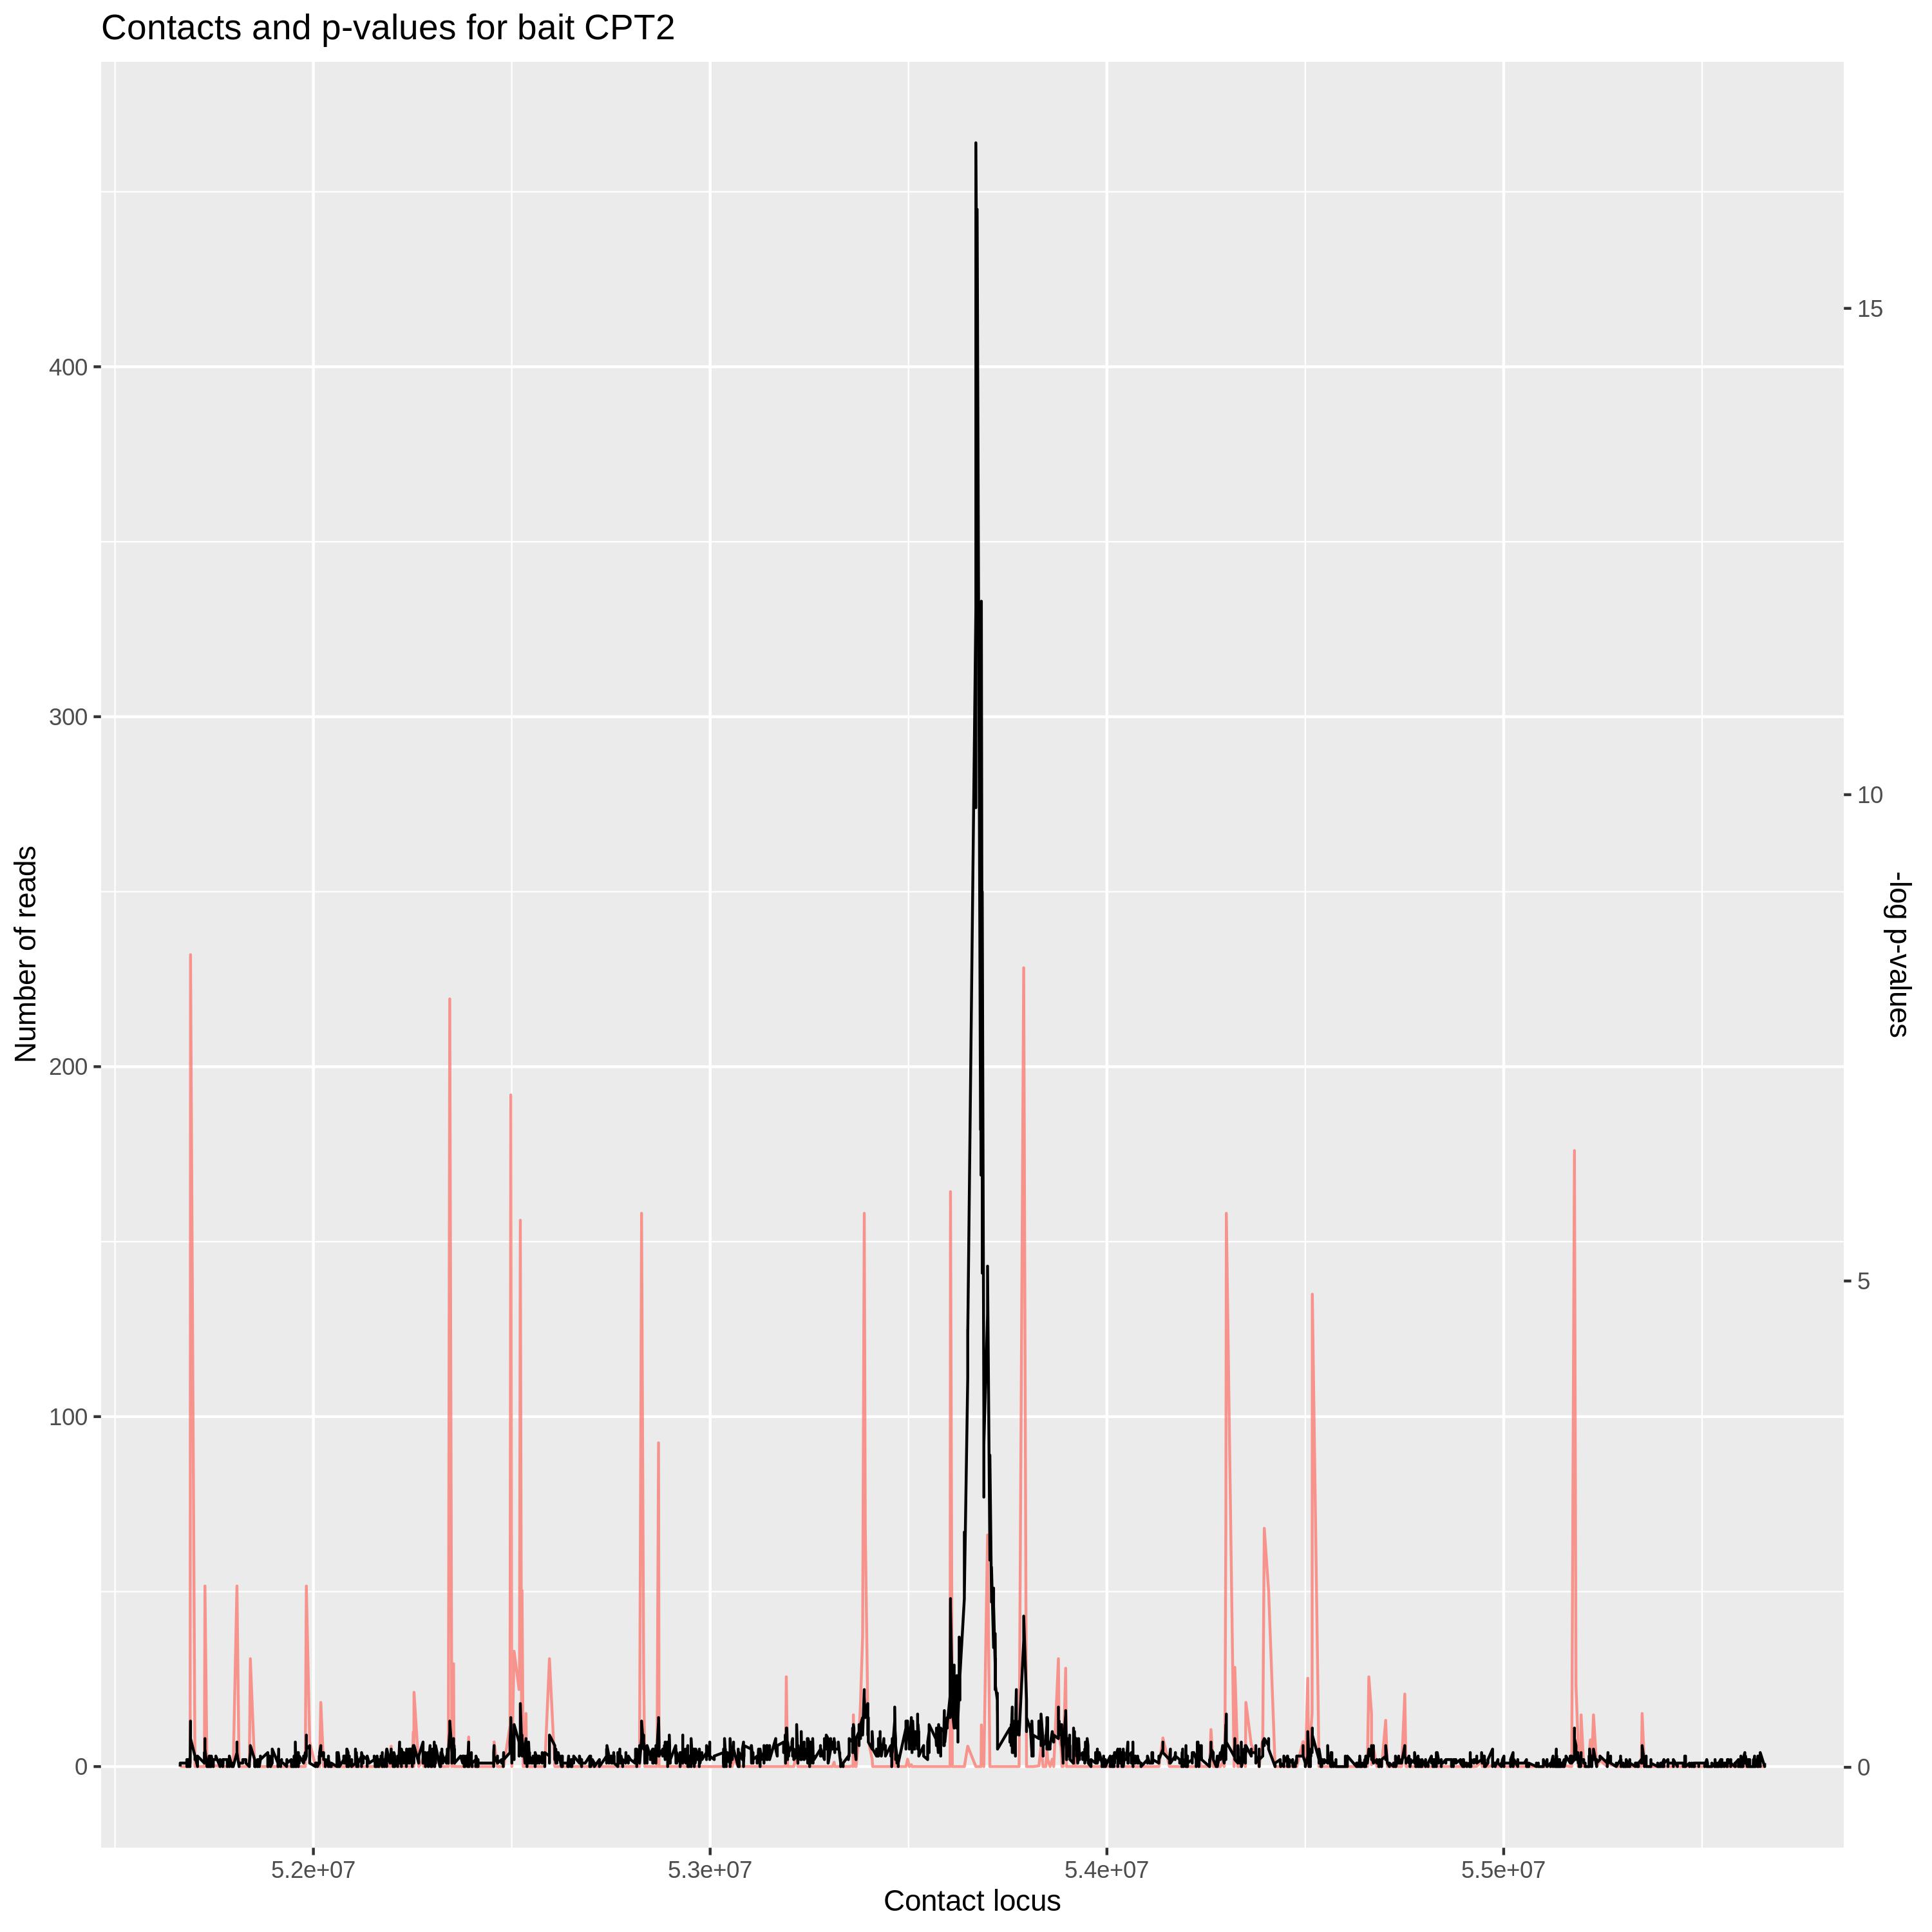 Contacts and p-values for bait CPT2
400
300
200
100
0
Number of reads
15
10
5
0
-log p-values
5.2e+07
5.3e+07
5.4e+07
5.5e+07
Contact locus